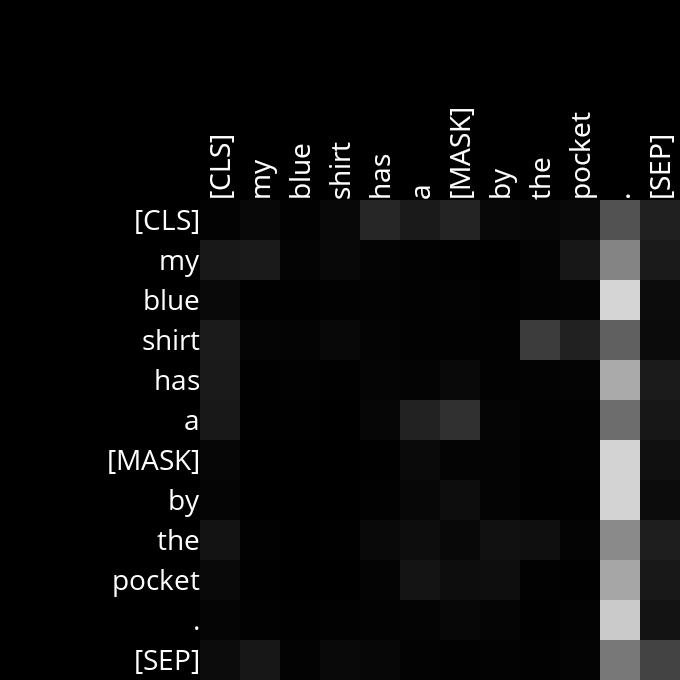 [CLS] my blue shirt has a [MASK] by the pocket . [SEP]
[CLS]
my
blue
shirt
has
a
[MASK]
by
the
pocket
.
[SEP]